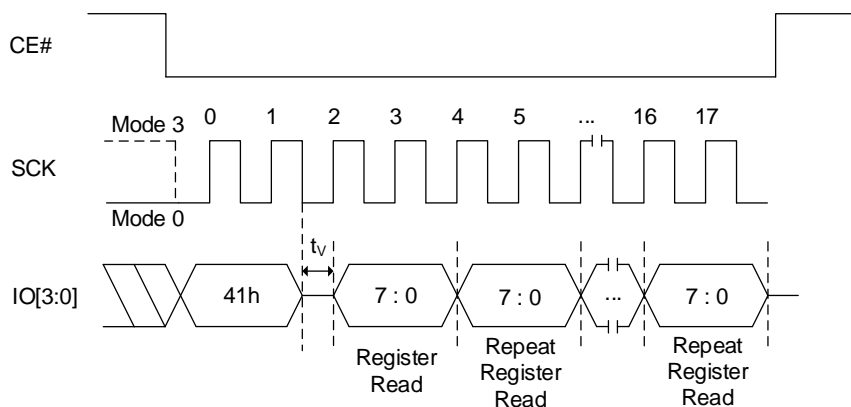 CE#
Mode 3
0 1 2 3 4 5 ... 16 17
SCK
Mode 0
tV
IO[3:0]
41h
7 : 0
7 : 0
...
7 : 0
Register
Read
Repeat
Register
Read
Repeat
Register
Read